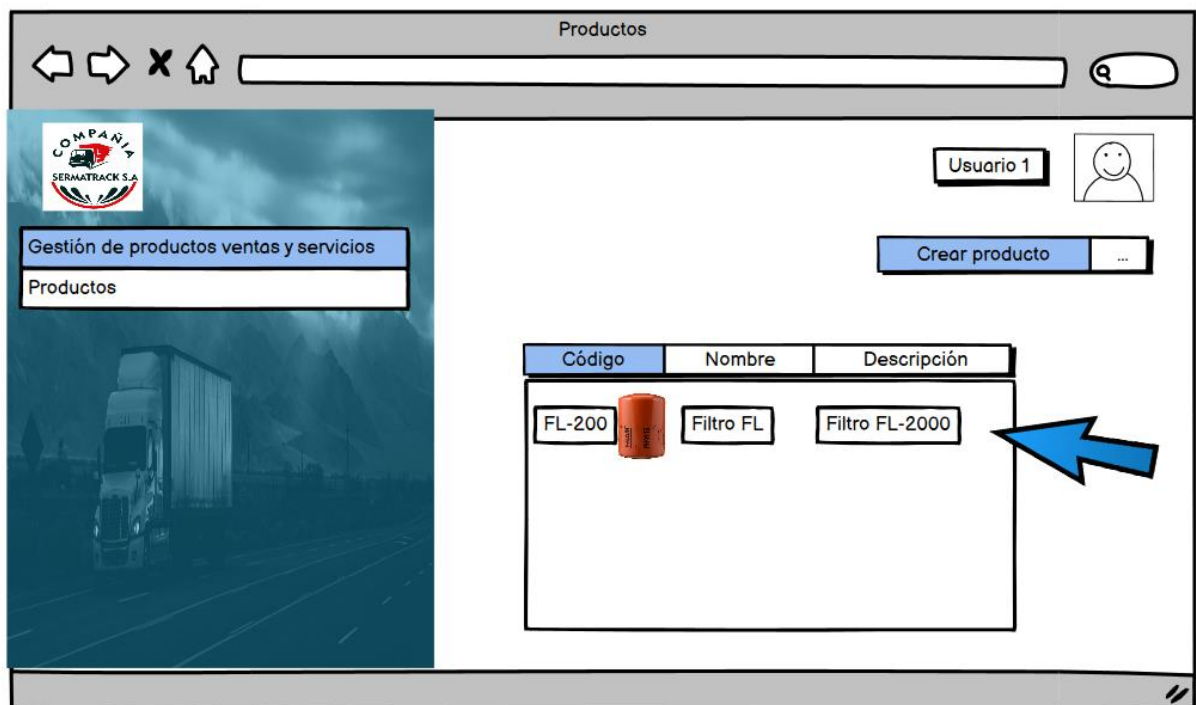 Productos
COMPAÑIA
SERMATRACK S.A
Usuario 1
Gestión de productos ventas y servicios
Crear producto ...
Productos
Código Nombre Descripción
FL-200 Filtro FL Filtro FL-2000